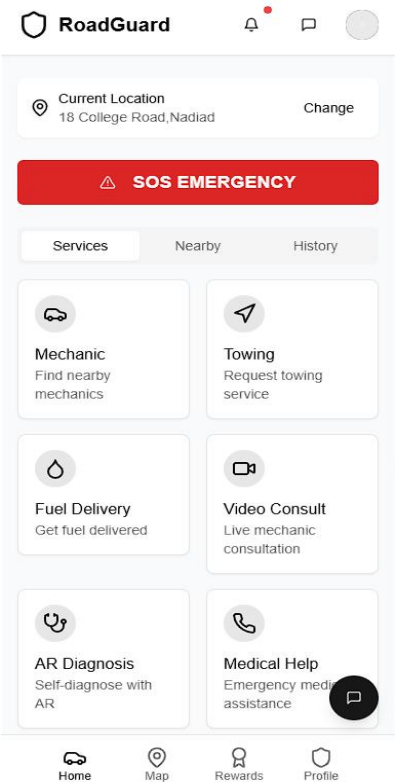 RoadGuard
Current Location
18 College Road,Nadiad
Change
SOS EMERGENCY
Services
Nearby
History
Mechanic
Find nearby
mechanics
Towing
Request towing
service
Fuel Delivery
Get fuel delivered
Video Consult
Live mechanic
consultation
AR Diagnosis
Self-diagnose with
AR
Medical Help
Emergency
assistance
Home
Map
Rewards
Profile